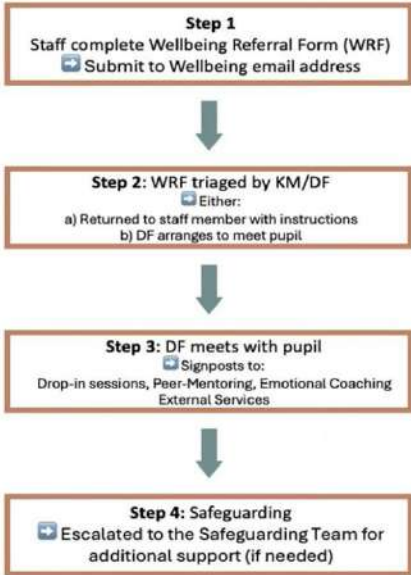 Step 1
Staff complete Wellbeing Referral Form (WRF)
➡ Submit to Wellbeing email address
Step 2: WRF triaged by KM/DF
➡ Either:
a) Returned to staff member with instructions
b) DF arranges to meet pupil
Step 3: DF meets with pupil
➡ Signposts to:
Drop-in sessions, Peer-Mentoring, Emotional Coaching
External Services
Step 4: Safeguarding
➡ Escalated to the Safeguarding Team for
additional support (if needed)